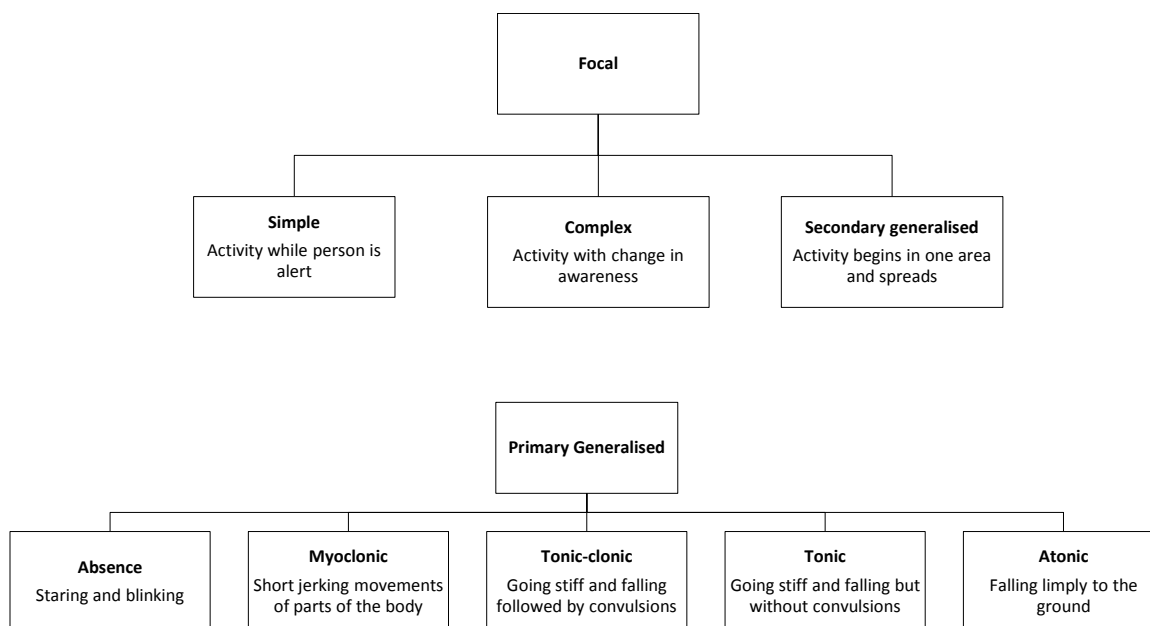 Focal
Simple
Activity while person is
alert
Complex
Activity with change in
awareness
Secondary generalised
Activity begins in one area
and spreads
Primary Generalised
Absence
Staring and blinking
Myoclonic
Short jerking movements
of parts of the body
Tonic-clonic
Going stiff and falling
followed by convulsions
Tonic
Going stiff and falling but
without convulsions
Atonic
Falling limply to the
ground